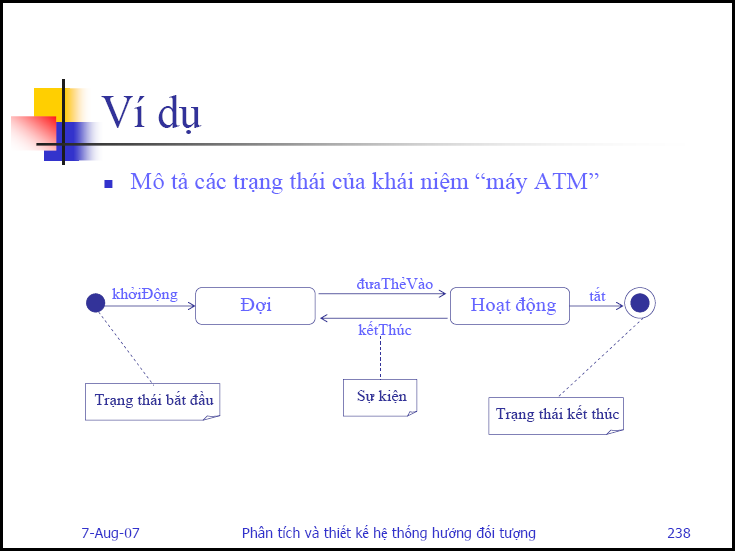 Ví dụ
Mô tả các trạng thái của khái niệm “máy ATM”
khởiĐộng
Đợi
đưaThẻVào
kếtThúc
Hoạt động
tắt
Trạng thái bắt đầu
Sự kiện
Trạng thái kết thúc
7-Aug-07
Phân tích và thiết kế hệ thống hướng đối tượng
238